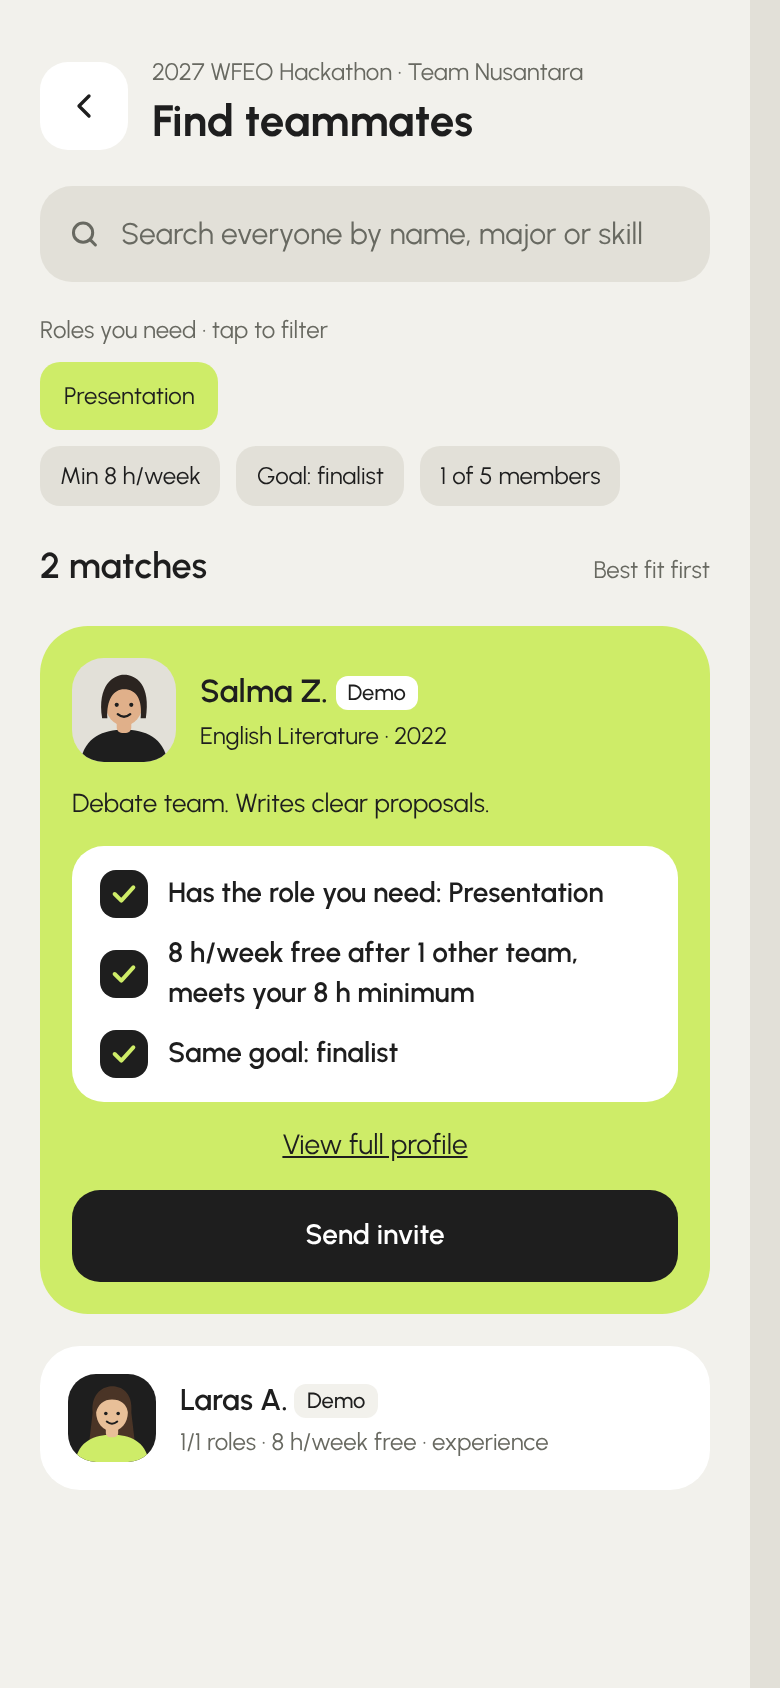 2027 WFEO Hackathon · Team Nusantara
Find teammates
Search everyone by name, major or skill
Roles you need · tap to filter
Presentation
Min 8 h/week
Goal: finalist
1 of 5 members
2 matches
Best fit first
Salma Z. Demo
English Literature · 2022
Debate team. Writes clear proposals.
Has the role you need: Presentation
8 h/week free after 1 other team,
meets your 8 h minimum
Same goal: finalist
View full profile
Send invite
Laras A. Demo
1/1 roles · 8 h/week free · experience